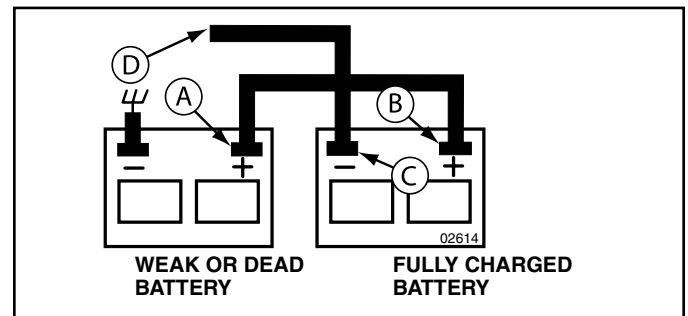 D
A
B
− + − +
C
02614
WEAK OR DEAD
BATTERY
FULLY CHARGED
BATTERY